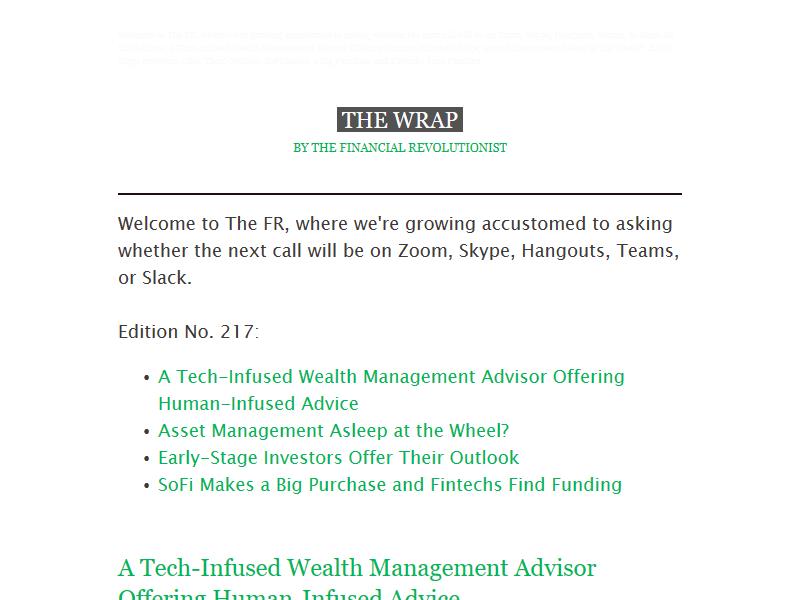 THE WRAP
BY THE FINANCIAL REVOLUTIONIST
Welcome to The FR, where we're growing accustomed to asking
whether the next call will be on Zoom, Skype, Hangouts, Teams,
or Slack.
Edition No. 217:
• A Tech-Infused Wealth Management Advisor Offering
Human-Infused Advice
• Asset Management Asleep at the Wheel?
• Early-Stage Investors Offer Their Outlook
• SoFi Makes a Big Purchase and Fintechs Find Funding
A Tech-Infused Wealth Management Advisor
Offering Human-Infused Advice